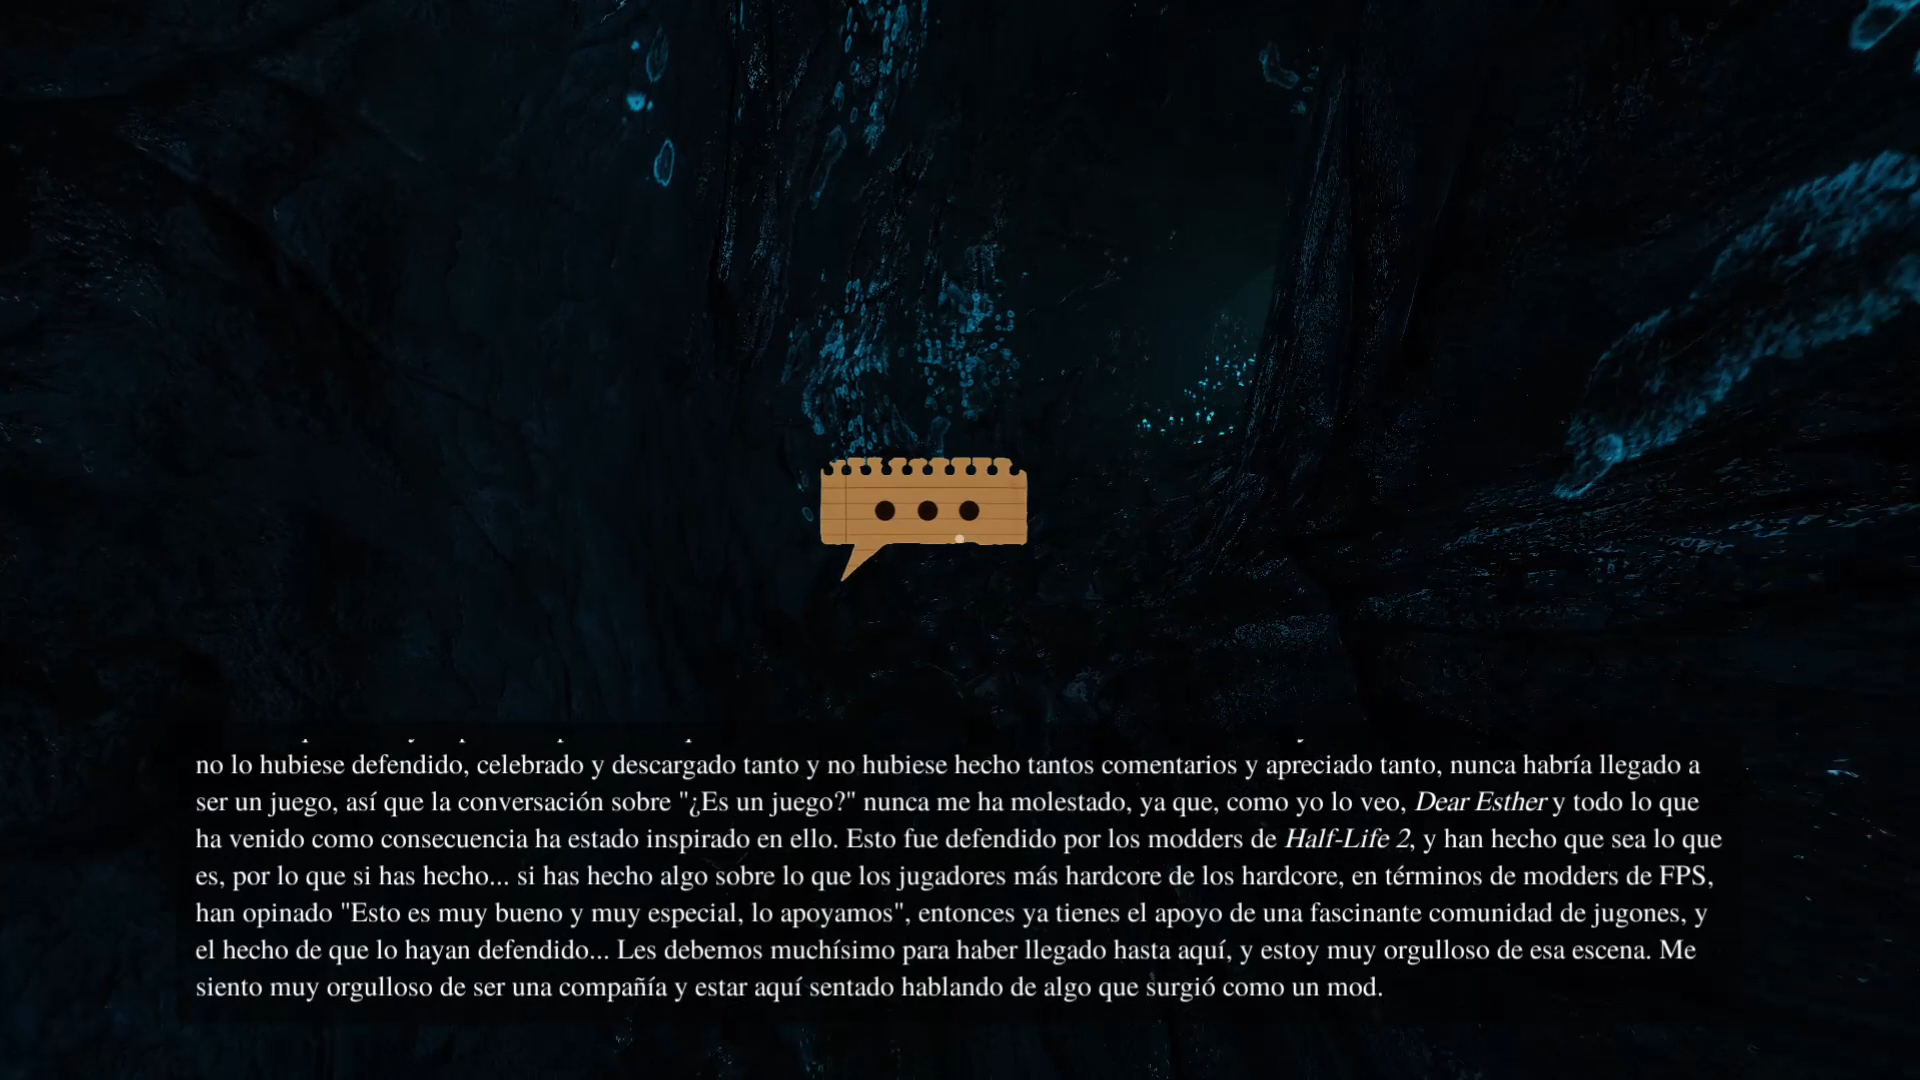 no lo hubiese defendido, celebrado y descargado tanto y no hubiese hecho tantos comentarios y apreciado tanto, nunca habría llegado a
ser un juego, así que la conversación sobre "¿Es un juego?" nunca me ha molestado, ya que, como yo lo veo, Dear Esther y todo lo que
ha venido como consecuencia ha estado inspirado en ello. Esto fue defendido por los modders de Half-Life 2, y han hecho que sea lo que
es, por lo que si has hecho... si has hecho algo sobre lo que los jugadores más hardcore de los hardcore, en términos de modders de FPS,
han opinado "Esto es muy bueno y muy especial, lo apoyamos", entonces ya tienes el apoyo de una fascinante comunidad de jugones, y
el hecho de que lo hayan defendido... Les debemos muchísimo para haber llegado hasta aquí, y estoy muy orgulloso de esa escena. Me
siento muy orgulloso de ser una compañía y estar aquí sentado hablando de algo que surgió como un mod.